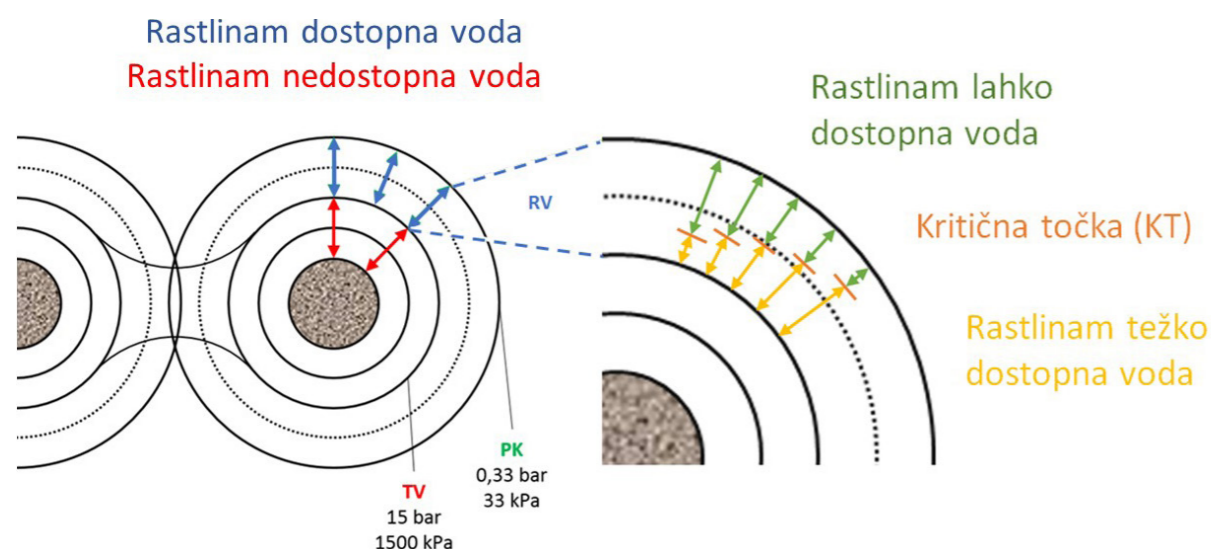 Rastlinam dostopna voda
Rastlinam nedostopna voda
RV
PK
0,33 bar
33 kPa
TV
15 bar
1500 kPa
Rastlinam lahko
dostopna voda
Kritična točka (KT)
Rastlinam težko
dostopna voda